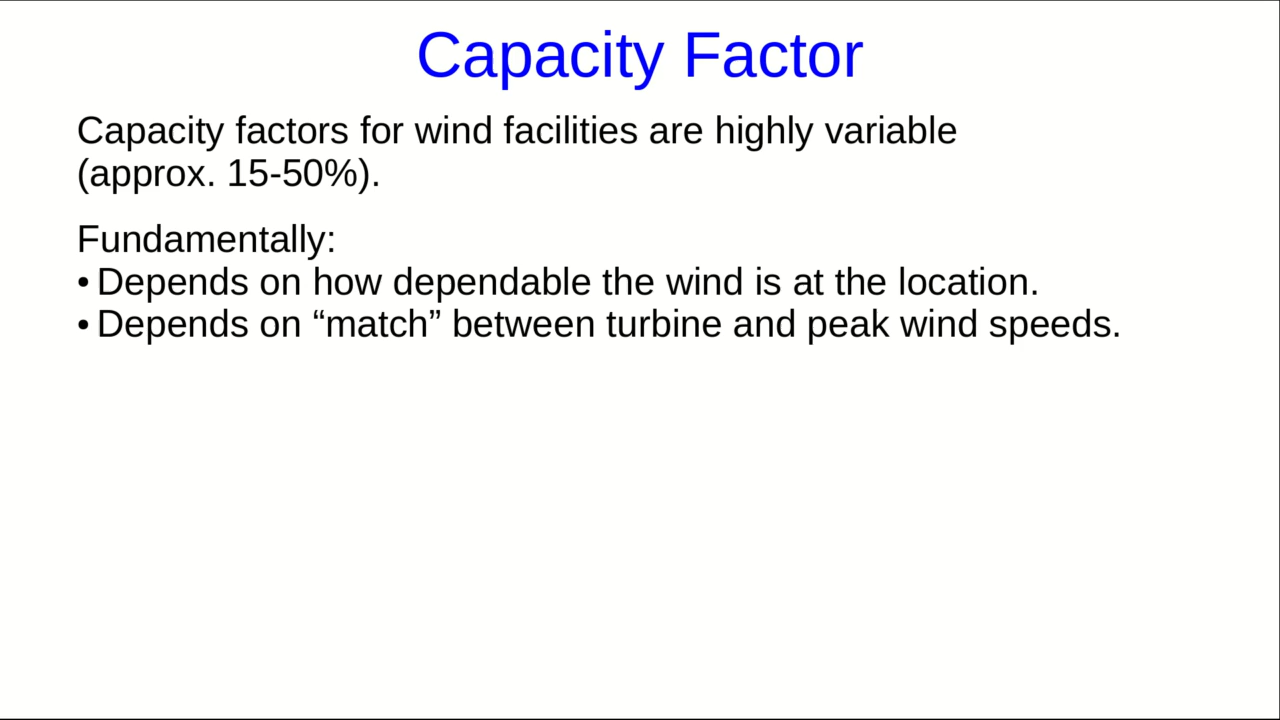 Capacity Factor
Capacity factors for wind facilities are highly variable
(approx. 15-50%).
Fundamentally:
• Depends on how dependable the wind is at the location.
• Depends on “match” between turbine and peak wind speeds.